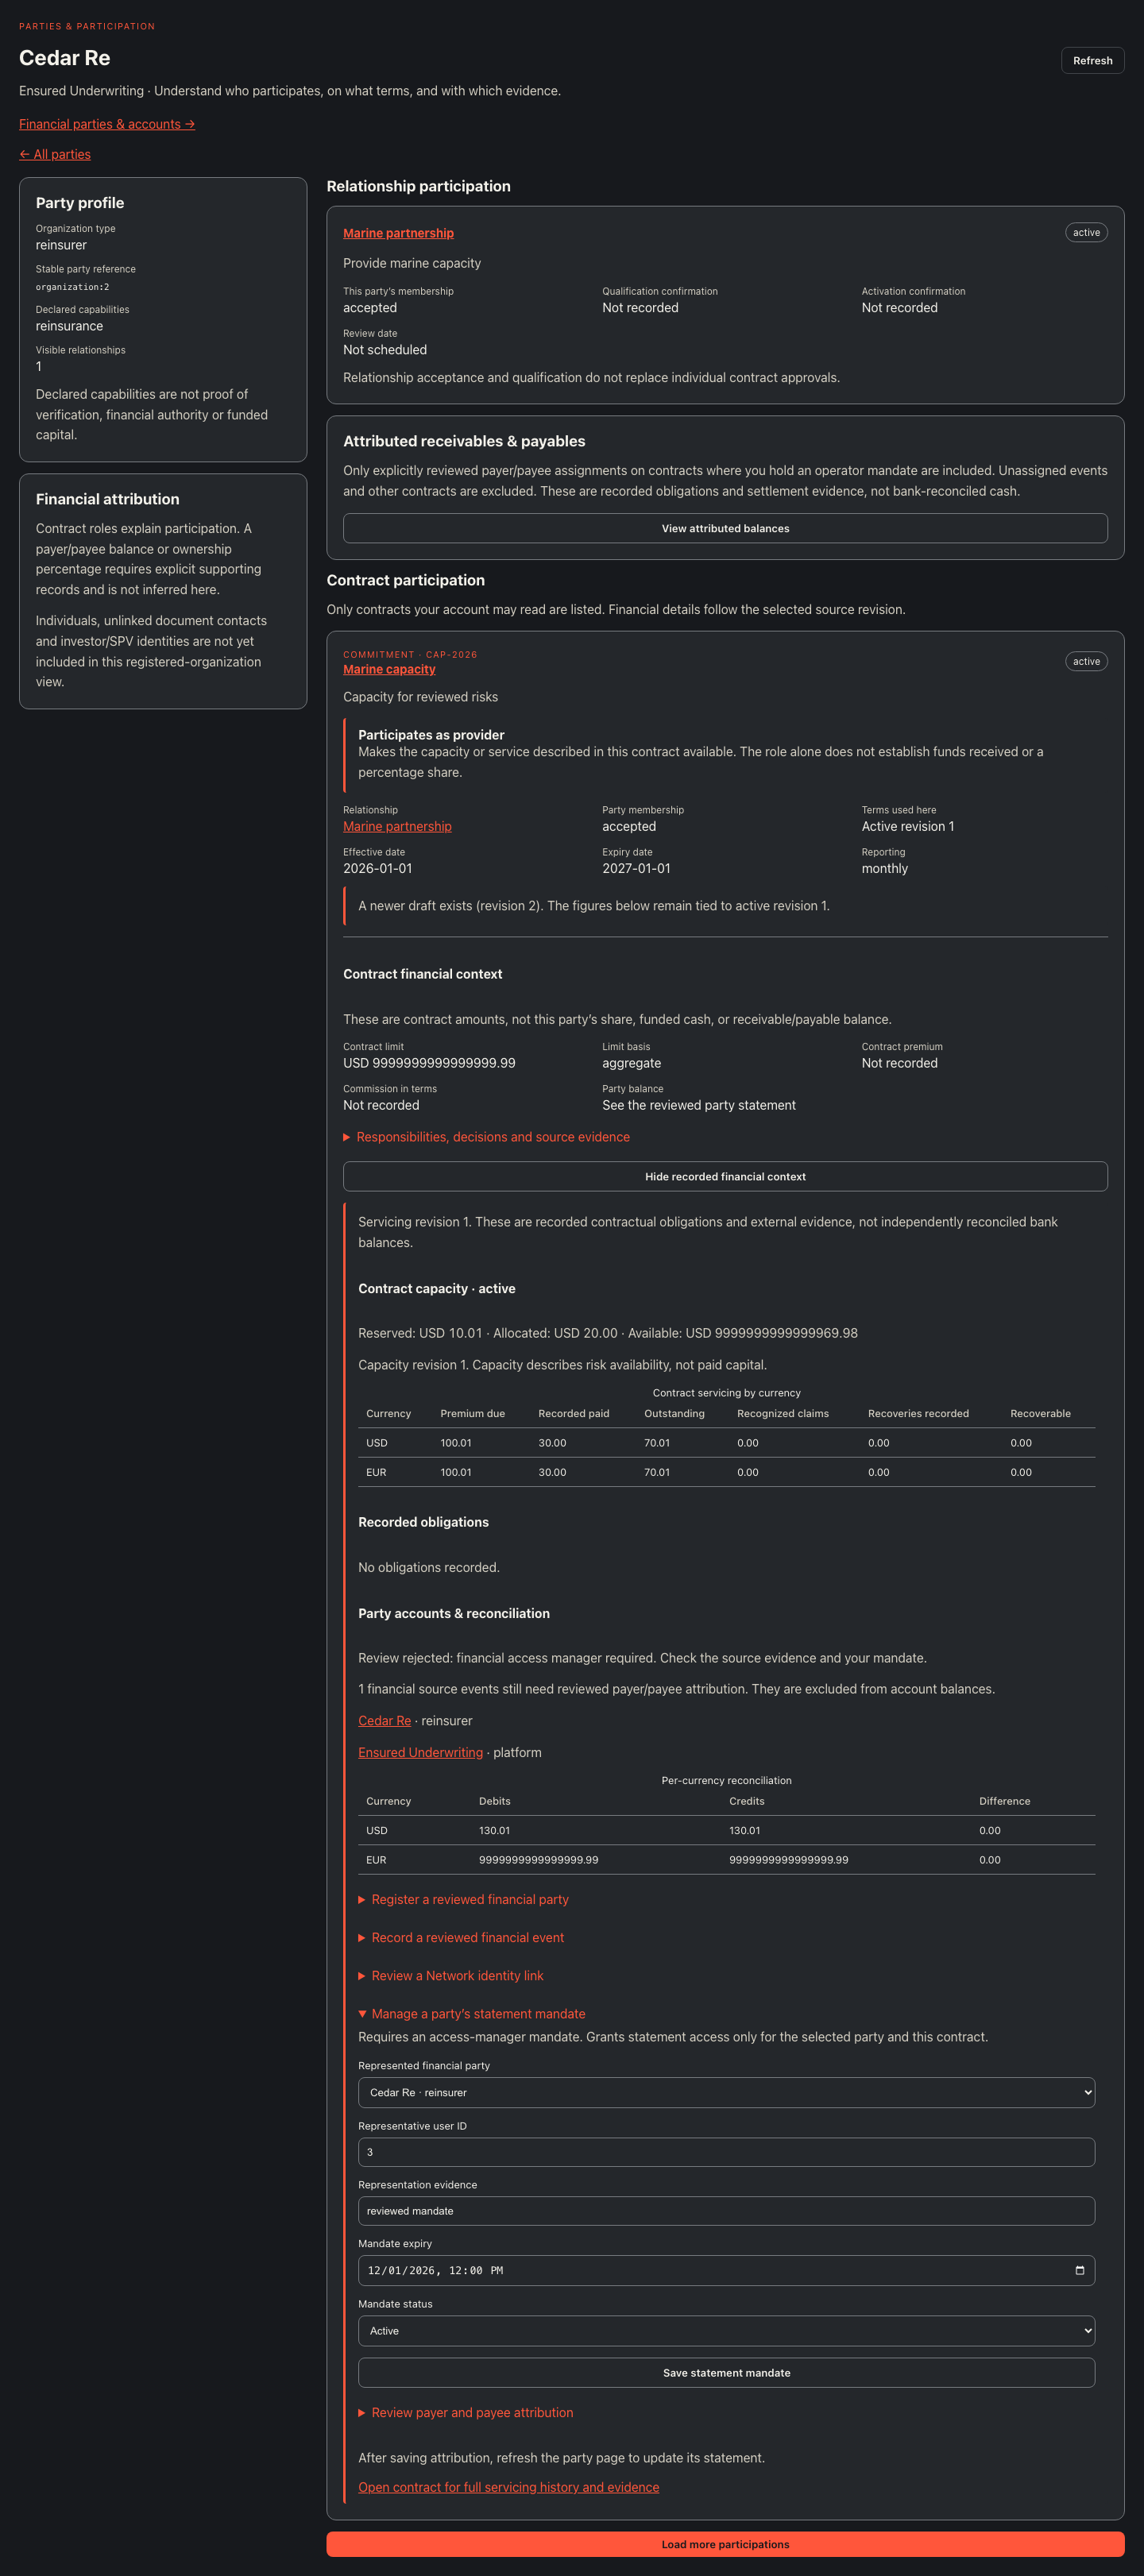 PARTIES & PARTICIPATION
Cedar Re
Refresh
Ensured Underwriting · Understand who participates, on what terms, and with which evidence.
Financial parties & accounts →
← All parties
Party profile
Organization type
reinsurer
Stable party reference
organization:2
Declared capabilities
reinsurance
Visible relationships
1
Declared capabilities are not proof of
verification, financial authority or funded
capital.
Financial attribution
Contract roles explain participation. A
payer/payee balance or ownership
percentage requires explicit supporting
records and is not inferred here.
Individuals, unlinked document contacts
and investor/SPV identities are not yet
included in this registered-organization
view.
Relationship participation
Marine partnership
active
Provide marine capacity
This party's membership
accepted
Qualification confirmation
Not recorded
Activation confirmation
Not recorded
Review date
Not scheduled
Relationship acceptance and qualification do not replace individual contract approvals.
Attributed receivables & payables
Only explicitly reviewed payer/payee assignments on contracts where you hold an operator mandate are included. Unassigned events
and other contracts are excluded. These are recorded obligations and settlement evidence, not bank-reconciled cash.
View attributed balances
Contract participation
Only contracts your account may read are listed. Financial details follow the selected source revision.
COMMITMENT · CAP-2026
Marine capacity
active
Capacity for reviewed risks
Participates as provider
Makes the capacity or service described in this contract available. The role alone does not establish funds received or a
percentage share.
Relationship
Marine partnership
Party membership
accepted
Terms used here
Active revision 1
Effective date
2026-01-01
Expiry date
2027-01-01
Reporting
monthly
A newer draft exists (revision 2). The figures below remain tied to active revision 1.
Contract financial context
These are contract amounts, not this party's share, funded cash, or receivable/payable balance.
Contract limit
USD 9999999999999999.99
Limit basis
aggregate
Contract premium
Not recorded
Commission in terms
Not recorded
Party balance
See the reviewed party statement
▶ Responsibilities, decisions and source evidence
Hide recorded financial context
Servicing revision 1. These are recorded contractual obligations and external evidence, not independently reconciled bank
balances.
Contract capacity · active
Reserved: USD 10.01 · Allocated: USD 20.00 · Available: USD 9999999999999969.98
Capacity revision 1. Capacity describes risk availability, not paid capital.
Contract servicing by currency
Currency Premium due Recorded paid Outstanding Recognized claims Recoveries recorded Recoverable
USD 100.01 30.00 70.01 0.00 0.00 0.00
EUR 100.01 30.00 70.01 0.00 0.00 0.00
Recorded obligations
No obligations recorded.
Party accounts & reconciliation
Review rejected: financial access manager required. Check the source evidence and your mandate.
1 financial source events still need reviewed payer/payee attribution. They are excluded from account balances.
Cedar Re · reinsurer
Ensured Underwriting · platform
Per-currency reconciliation
Currency Debits Credits Difference
USD 130.01 130.01 0.00
EUR 9999999999999999.99 9999999999999999.99 0.00
▶ Register a reviewed financial party
▶ Record a reviewed financial event
▶ Review a Network identity link
▼ Manage a party's statement mandate
Requires an access-manager mandate. Grants statement access only for the selected party and this contract.
Represented financial party
Cedar Re · reinsurer
Representative user ID
3
Representation evidence
reviewed mandate
Mandate expiry
12/01/2026, 12:00 PM
Mandate status
Active
Save statement mandate
▶ Review payer and payee attribution
After saving attribution, refresh the party page to update its statement.
Open contract for full servicing history and evidence
Load more participations